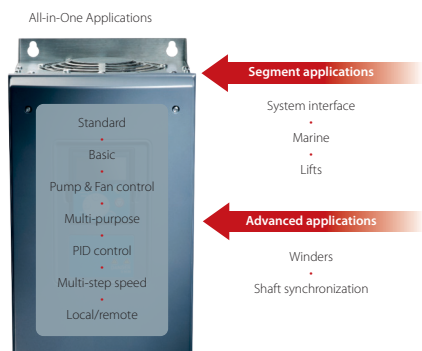 All-in-One Applications
Standard
•
Basic
•
Pump & Fan control
•
Multi-purpose
•
PID control
•
Multi-step speed
•
Local/remote
Segment applications
System interface
•
Marine
•
Lifts
Advanced applications
Winders
•
Shaft synchronization